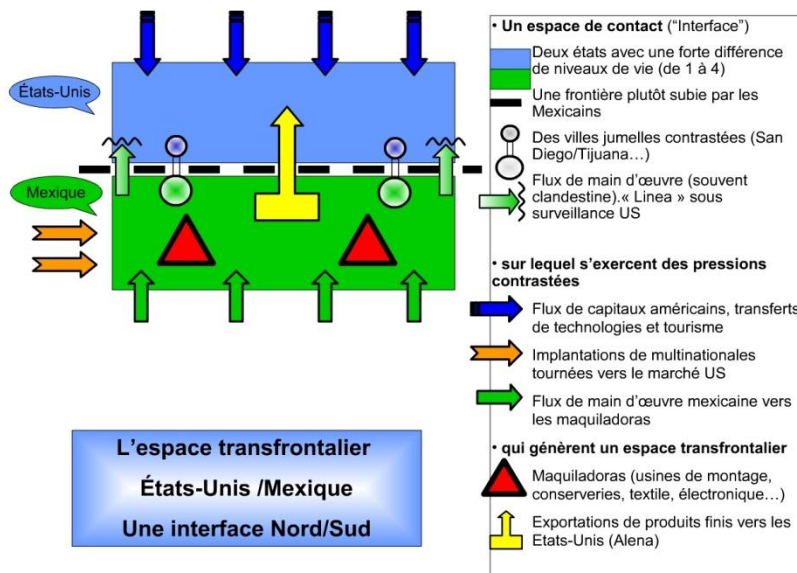 États-Unis
Mexique
L'espace transfrontalier
États-Unis /Mexique
Une interface Nord/Sud
• Un espace de contact (“Interface”)
Deux états avec une forte différence
de niveaux de vie (de 1 à 4)
Une frontière plutôt subie par les
Mexicains
Des villes jumelles contrastées (San
Diego/Tijuana…)
Flux de main d’œuvre (souvent
clandestine).« Linea » sous
surveillance US
• sur lequel s’exercent des pressions
contrastées
Flux de capitaux américains, transferts
de technologies et tourisme
Implantations de multinationales
tournées vers le marché US
Flux de main d’œuvre mexicaine vers
les maquiladoras
• qui génèrent un espace transfrontalier
Maquiladoras (usines de montage,
conserveries, textile, électronique…)
Exportations de produits finis vers les
Etats-Unis (Alena)